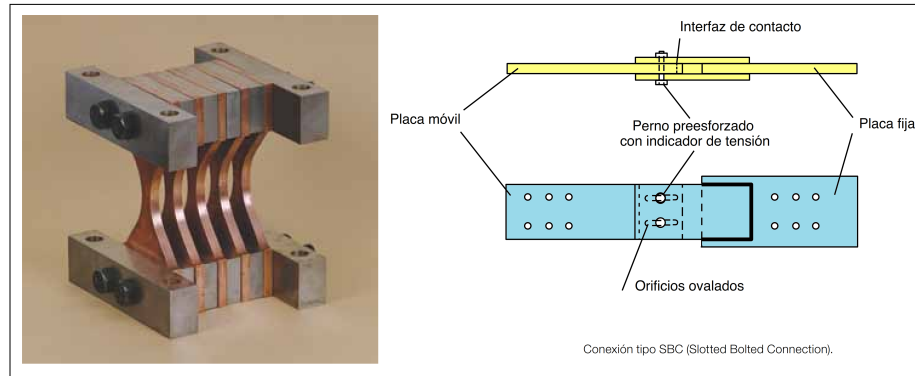 Interfaz de contacto
Placa móvil
Perno preesforzado
con indicador de tensión
Placa fija
Orificios ovalados
Conexión tipo SBC (Slotted Bolted Connection).